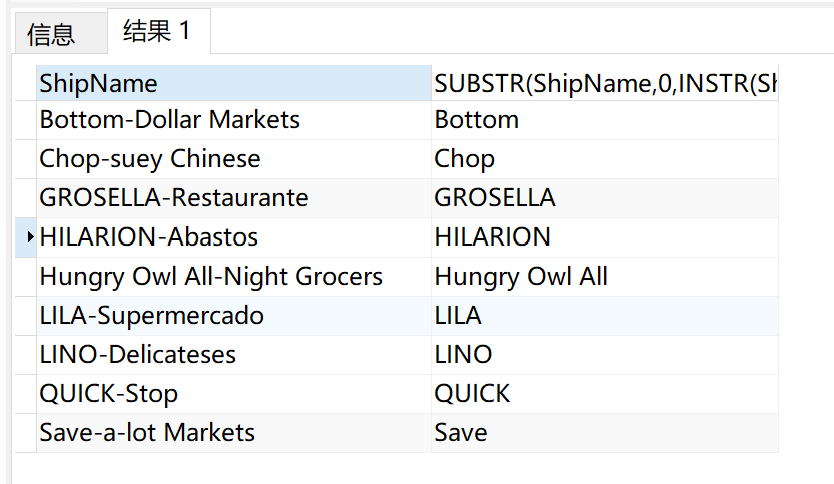 信息 结果 1
ShipName SUBSTR(ShipName,0,INSTR(Sh
Bottom-Dollar Markets Bottom
Chop-suey Chinese Chop
GROSELLA-Restaurante GROSELLA
HILARION-Abastos HILARION
Hungry Owl All-Night Grocers Hungry Owl All
LILA-Supermercado LILA
LINO-Delicateses LINO
QUICK-Stop QUICK
Save-a-lot Markets Save